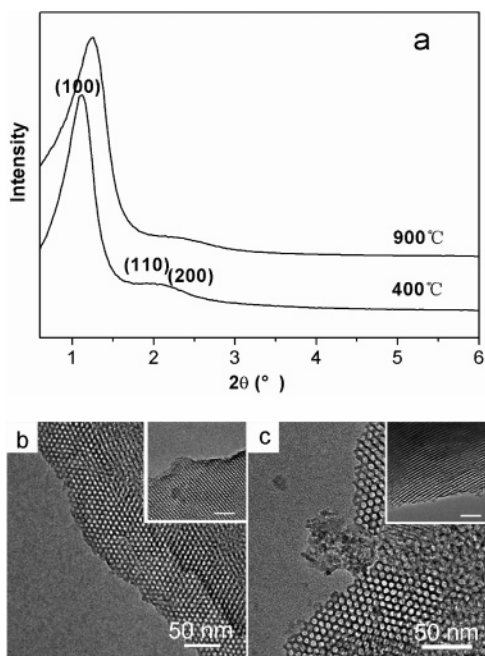 a
(100)
Intensity
900℃
(110)
(200)
400℃
1 2 3 4 5 6
2θ (° )
b
50 nm
c
50 nm